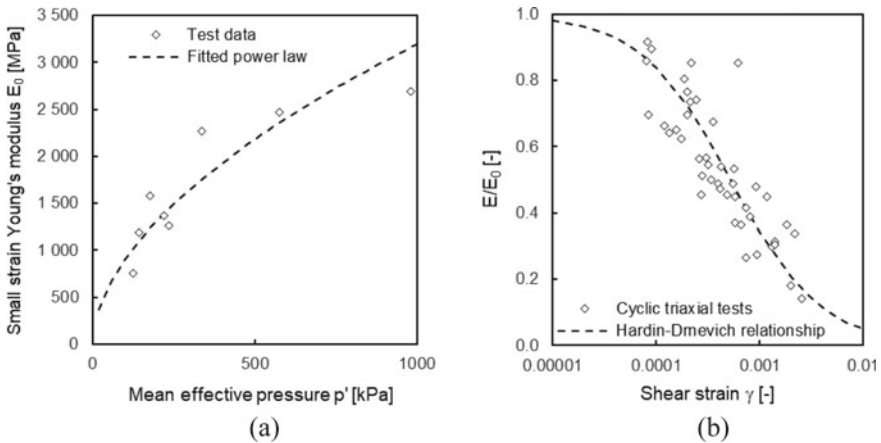 (a)
Small strain Young's modulus E₀ [MPa]
3 500
3 000
2 500
2 000
1 500
1 000
500
0
Test data
Fitted power law
0 500 1000
Mean effective pressure p' [kPa]
(b)
E/E₀ [-]
1.0
0.8
0.6
0.4
0.2
0.0
Cyclic triaxial tests
Hardin-Drnevich relationship
0.00001 0.0001 0.001 0.01
Shear strain γ [-]
(a) (b)